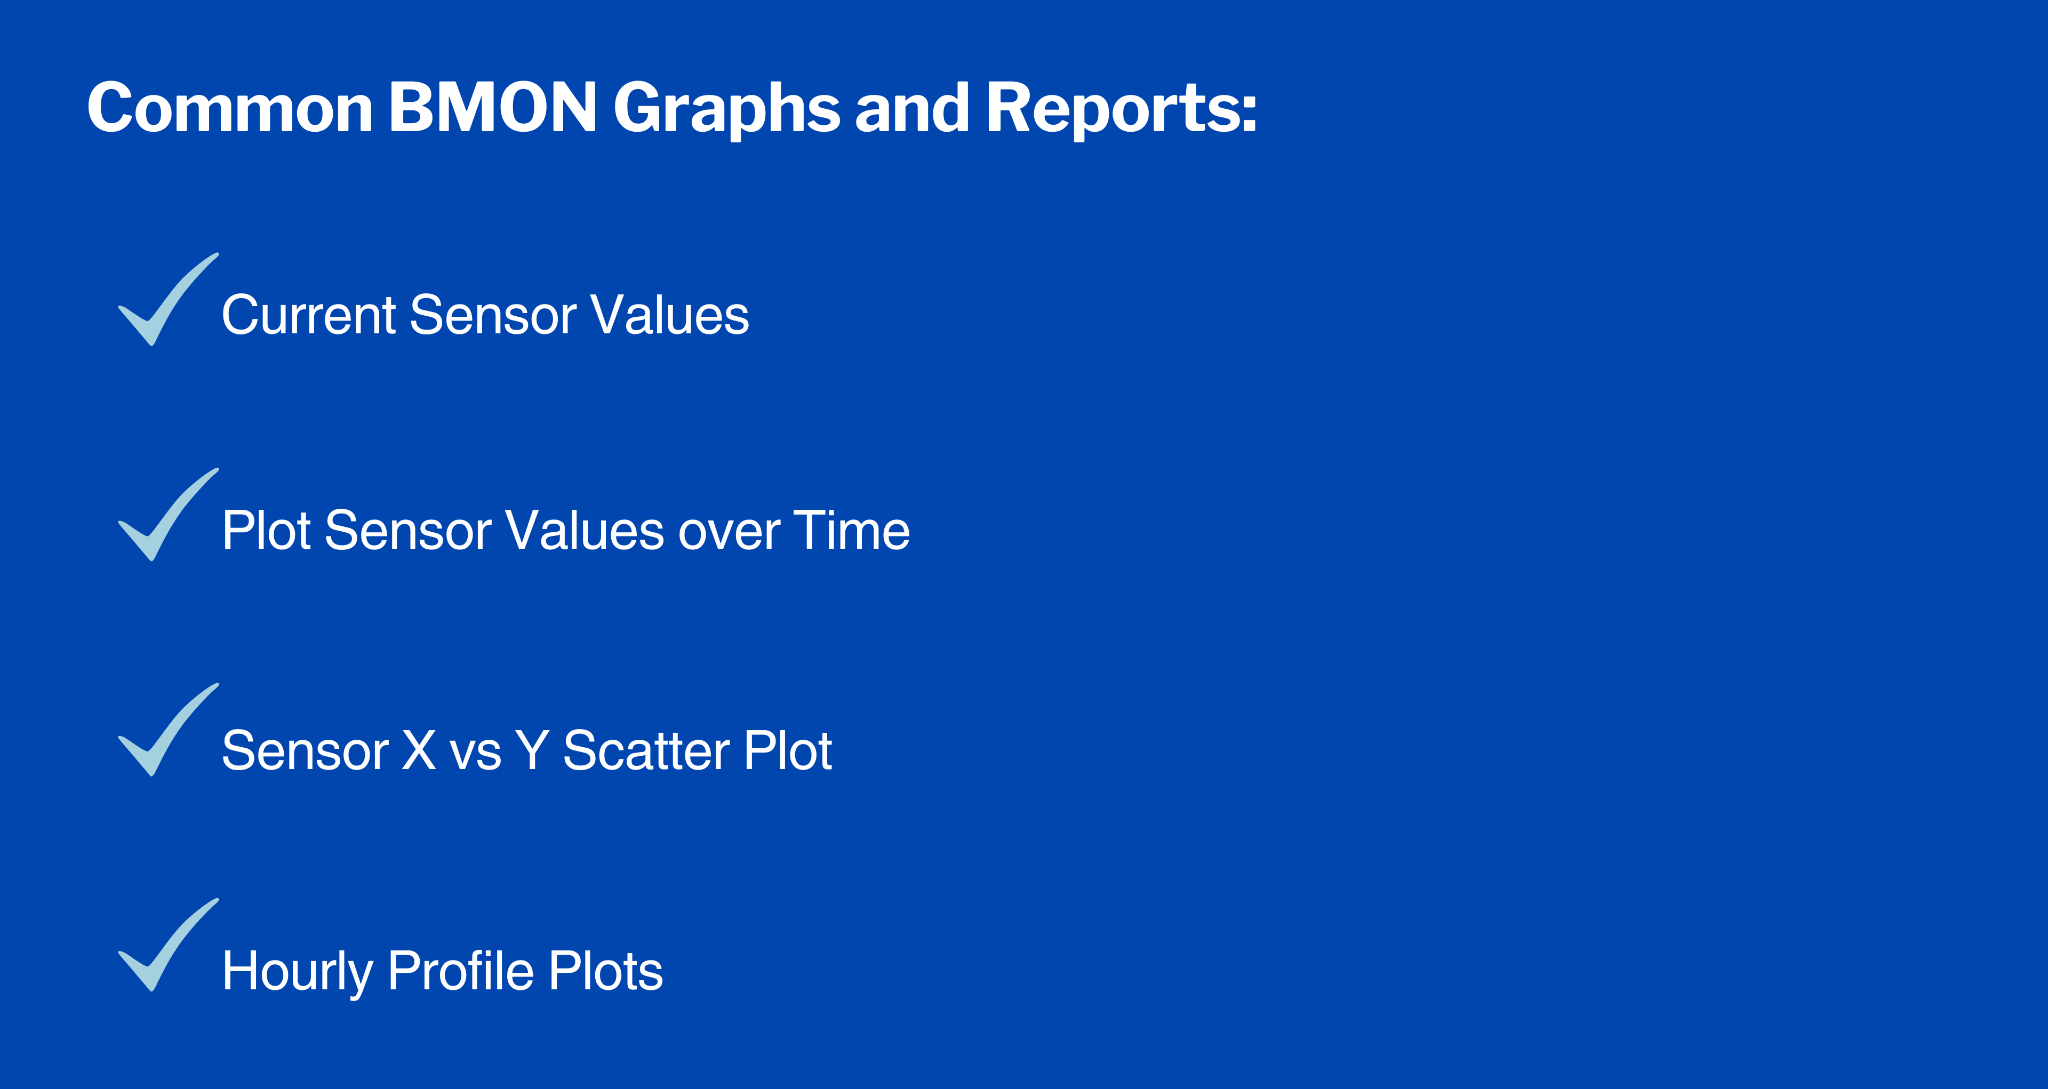 Common BMON Graphs and Reports:
Current Sensor Values
Plot Sensor Values over Time
Sensor X vs Y Scatter Plot
Hourly Profile Plots